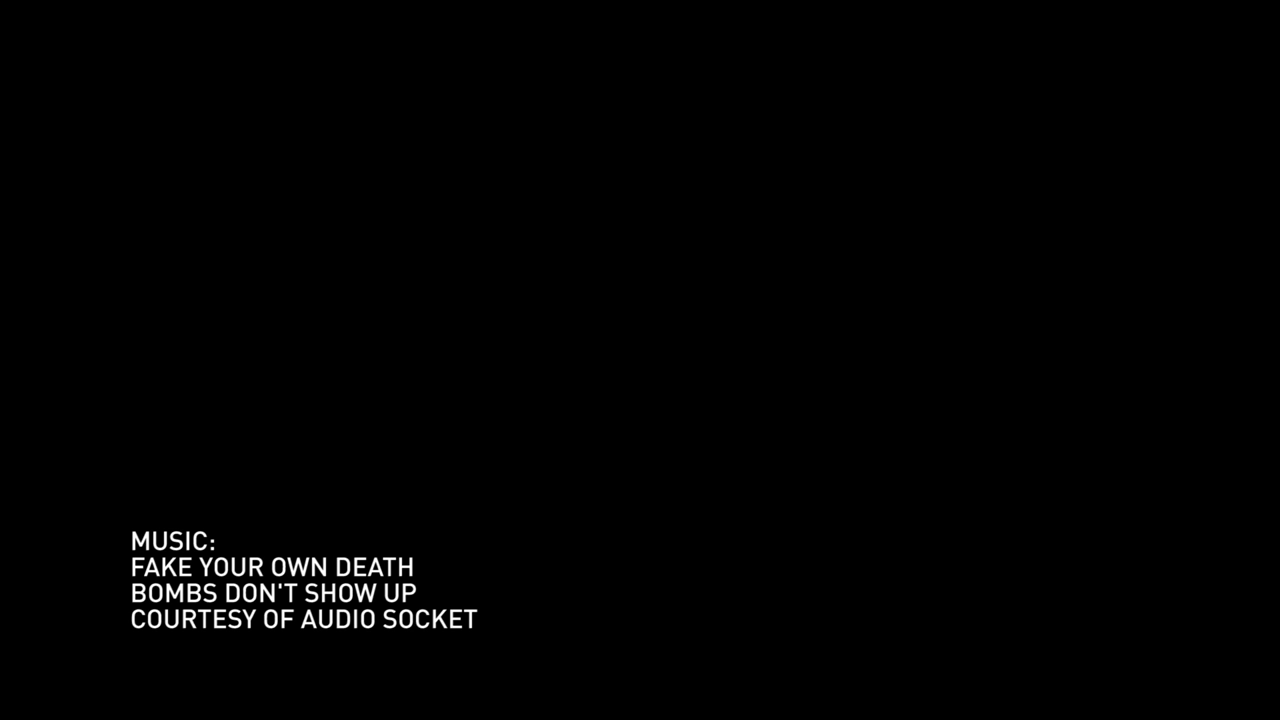 MUSIC:
FAKE YOUR OWN DEATH
BOMBS DON'T SHOW UP
COURTESY OF AUDIO SOCKET